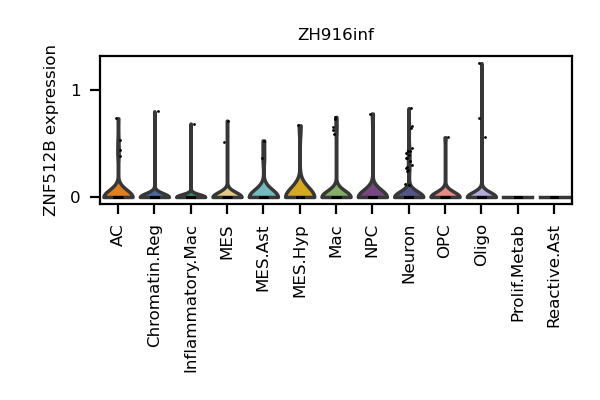 ZH916inf
ZNF512B expression
1
0
AC
Chromatin.Reg
Inflammatory.Mac
MES
MES.Ast
MES.Hyp
Mac
NPC
Neuron
OPC
Oligo
Prolif.Metab
Reactive.Ast